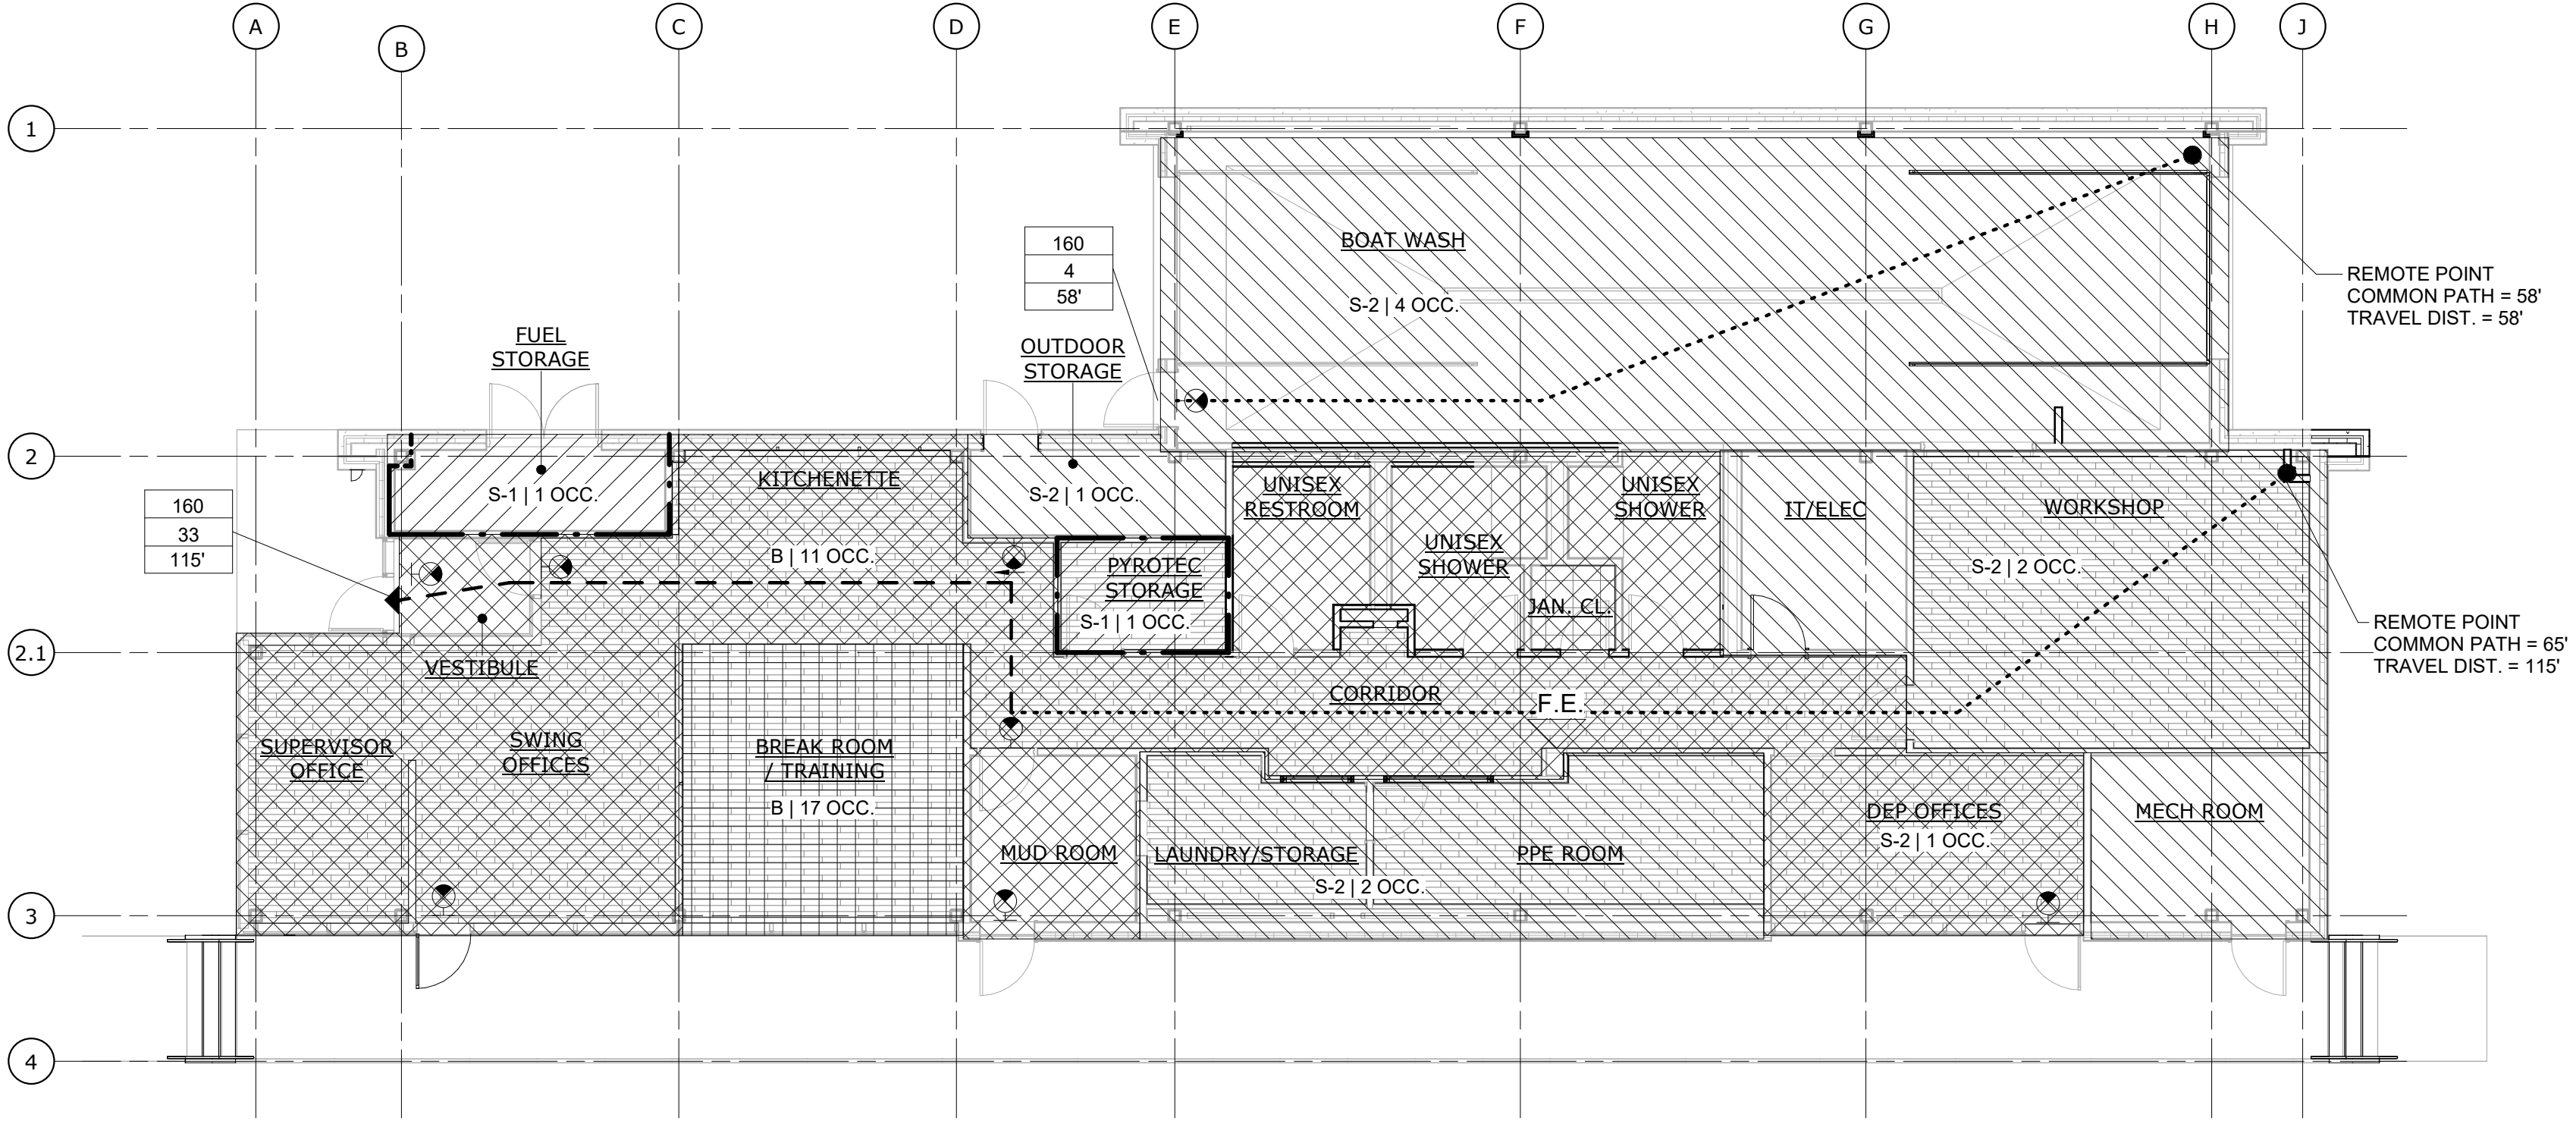 A
B
C
D
E
F
G
H
J
1
160
4
58'
BOAT WASH
S-2 | 4 OCC.
REMOTE POINT
COMMON PATH = 58'
TRAVEL DIST. = 58'
FUEL
STORAGE
OUTDOOR
STORAGE
2
160
33
115'
S-1 | 1 OCC.
KITCHENETTE
S-2 | 1 OCC.
UNISEX
RESTROOM
UNISEX
SHOWER
UNISEX
SHOWER
IT/ELEC
WORKSHOP
B | 11 OCC.
PYROTEC
STORAGE
S-1 | 1 OCC.
JAN. CL.
S-2 | 2 OCC.
REMOTE POINT
COMMON PATH = 65'
TRAVEL DIST. = 115'
2.1
VESTIBULE
CORRIDOR
F.E.
SUPERVISOR
OFFICE
SWING
OFFICES
BREAK ROOM
/ TRAINING
B | 17 OCC.
MUD ROOM
LAUNDRY/STORAGE
PPE ROOM
S-2 | 2 OCC.
DEP OFFICES
S-2 | 1 OCC.
MECH ROOM
3
4